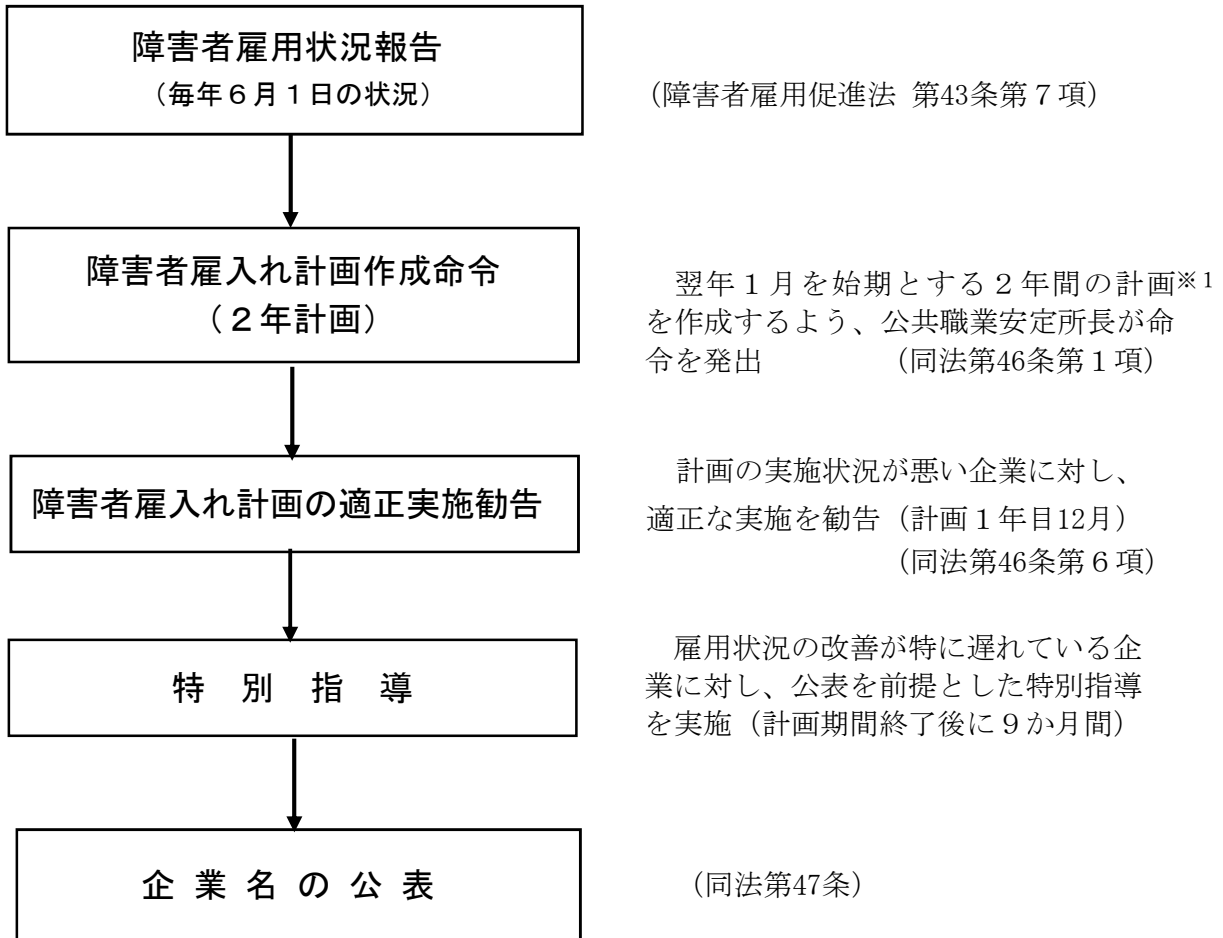 障害者雇用状況報告
（毎年６月１日の状況）
（障害者雇用促進法 第43条第７項）
障害者雇入れ計画作成命令
（２年計画）
翌年１月を始期とする２年間の計画※１
を作成するよう、公共職業安定所長が命
令を発出 （同法第46条第１項）
障害者雇入れ計画の適正実施勧告
計画の実施状況が悪い企業に対し、
適正な実施を勧告（計画１年目12月）
（同法第46条第６項）
特別指導
雇用状況の改善が特に遅れている企
業に対し、公表を前提とした特別指導
を実施（計画期間終了後に９か月間）
企業名の公表
（同法第47条）